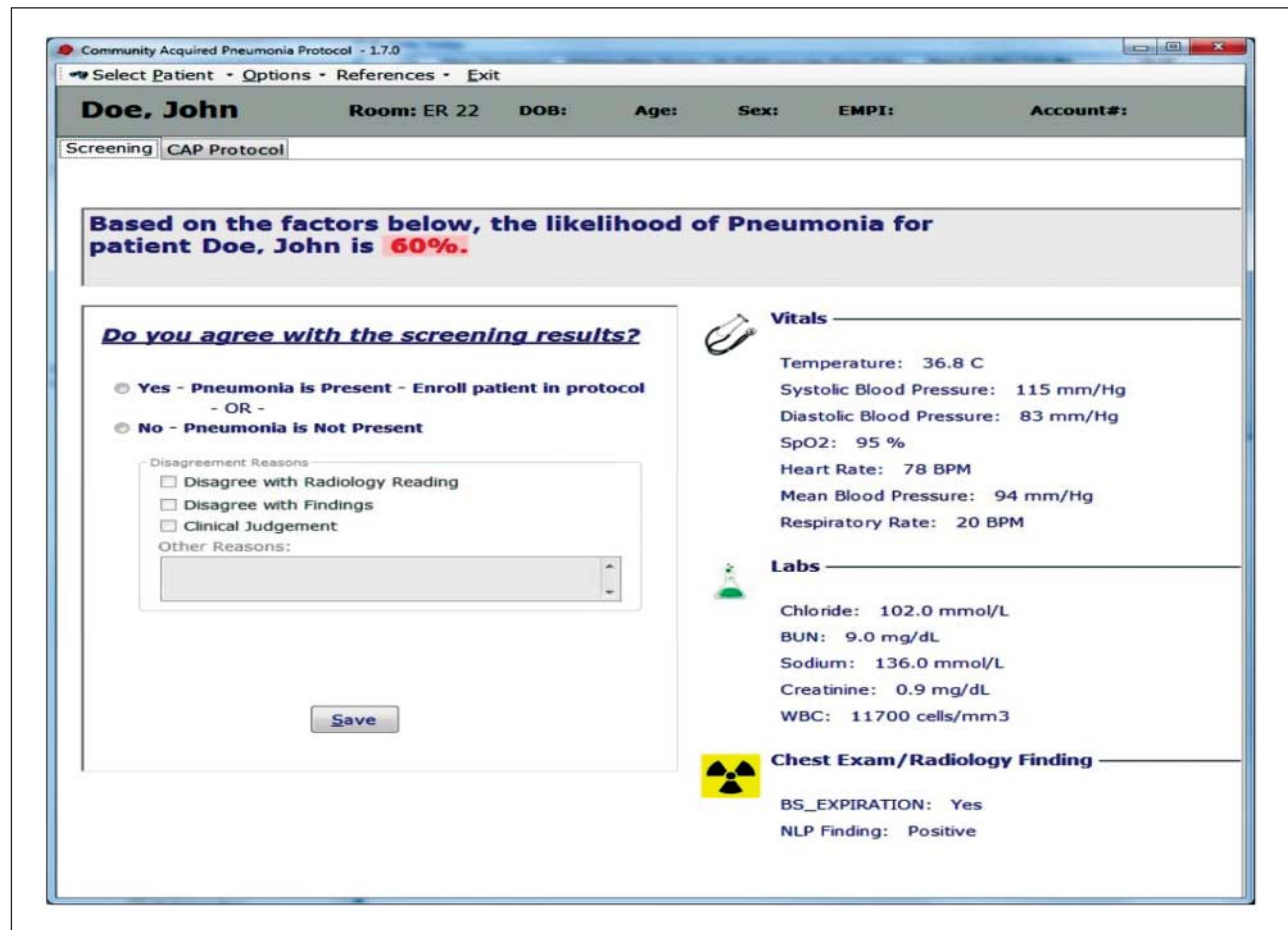 Community Acquired Pneumonia Protocol - 1.7.0
Select Patient - Options - References - Exit
Doe, John Room: ER 22 DOB: Age: Sex: EMPI: Account#:
Screening CAP Protocol
Based on the factors below, the likelihood of Pneumonia for
patient Doe, John is 60%.
Do you agree with the screening results?
Yes - Pneumonia is Present - Enroll patient in protocol
- OR -
No - Pneumonia is Not Present
Disagreement Reasons
Disagree with Radiology Reading
Disagree with Findings
Clinical Judgement
Other Reasons:
Save
Vitals
Temperature: 36.8 C
Systolic Blood Pressure: 115 mm/Hg
Diastolic Blood Pressure: 83 mm/Hg
SpO2: 95 %
Heart Rate: 78 BPM
Mean Blood Pressure: 94 mm/Hg
Respiratory Rate: 20 BPM
Labs
Chloride: 102.0 mmol/L
BUN: 9.0 mg/dL
Sodium: 136.0 mmol/L
Creatinine: 0.9 mg/dL
WBC: 11700 cells/mm3
Chest Exam/Radiology Finding
BS_EXPIRATION: Yes
NLP Finding: Positive